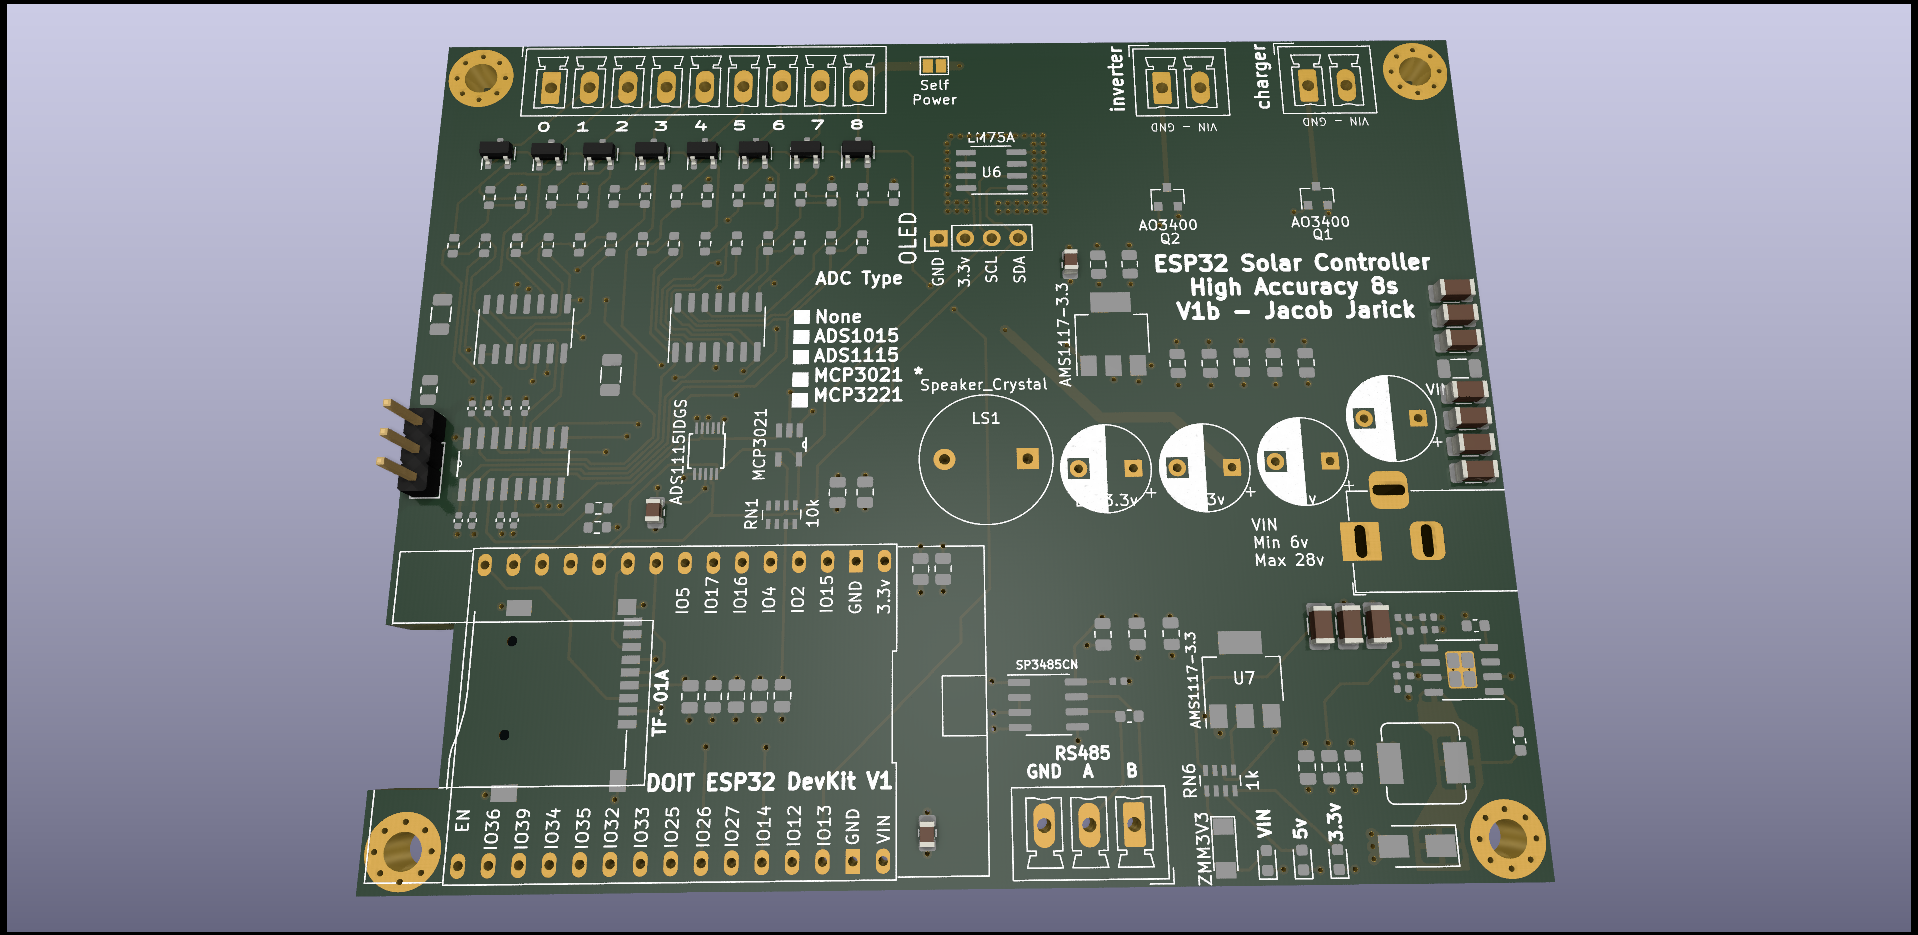 Self
Power
inverter
charger
0 1 2 3 4 5 6 7 8
VIN - GND
VIN - GND
LM75A
U6
OLED
GND
3.3v
SCL
SDA
AO3400
Q2
AO3400
Q1
ADC Type
None
ADS1015
ADS1115
MCP3021 *
MCP3221
ESP32 Solar Controller
High Accuracy 8s
V1b - Jacob Jarick
AMS1117-3.3
Speaker_Crystal
LS1
ADS1115IDGS
MCP3021
RN1
10k
3.3v
3v
v
VIN
+
+
+
+
VIN
Min 6v
Max 28v
IO5
IO17
IO16
IO4
IO2
IO15
GND
3.3v
TF-01A
SP3485CN
AMS1117-3.3
U7
RS485
GND A B
RN6
1k
DOIT ESP32 DevKit V1
EN
IO36
IO39
IO34
IO35
IO32
IO33
IO25
IO26
IO27
IO14
IO12
IO13
GND
VIN
ZMM3V3
VIN
5v
3.3v